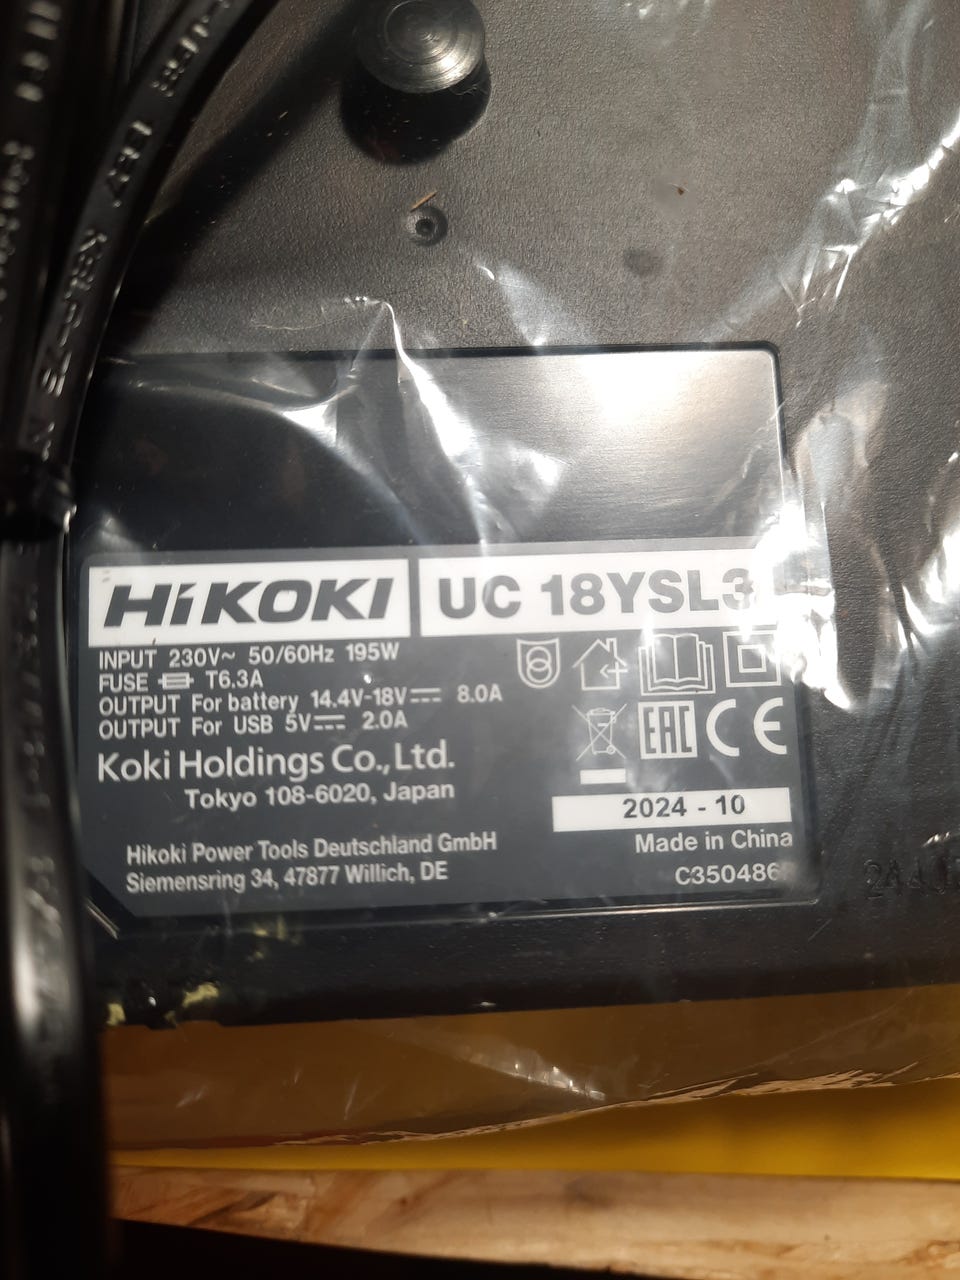 HiKOKI
UC 18YSL3
INPUT 230V~ 50/60Hz 195W
FUSE T6.3A
OUTPUT For battery 14.4V-18V⎓ 8.0A
OUTPUT For USB 5V⎓ 2.0A
Koki Holdings Co.,Ltd.
Tokyo 108-6020, Japan
Hikoki Power Tools Deutschland GmbH
Siemensring 34, 47877 Willich, DE
EAC CE
2024 - 10
Made in China